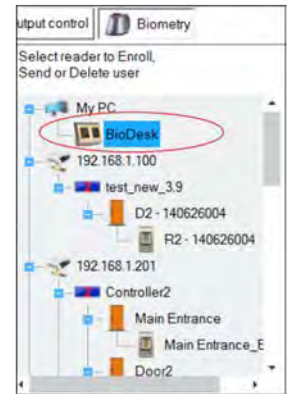 utput control Biometry
Select reader to Enroll,
Send or Delete user
My PC
BioDesk
192.168.1.100
test_new_3.9
D2 - 140626004
R2 - 140626004
192.168.1.201
Controller2
Main Entrance
Main Entrance_E
Door2